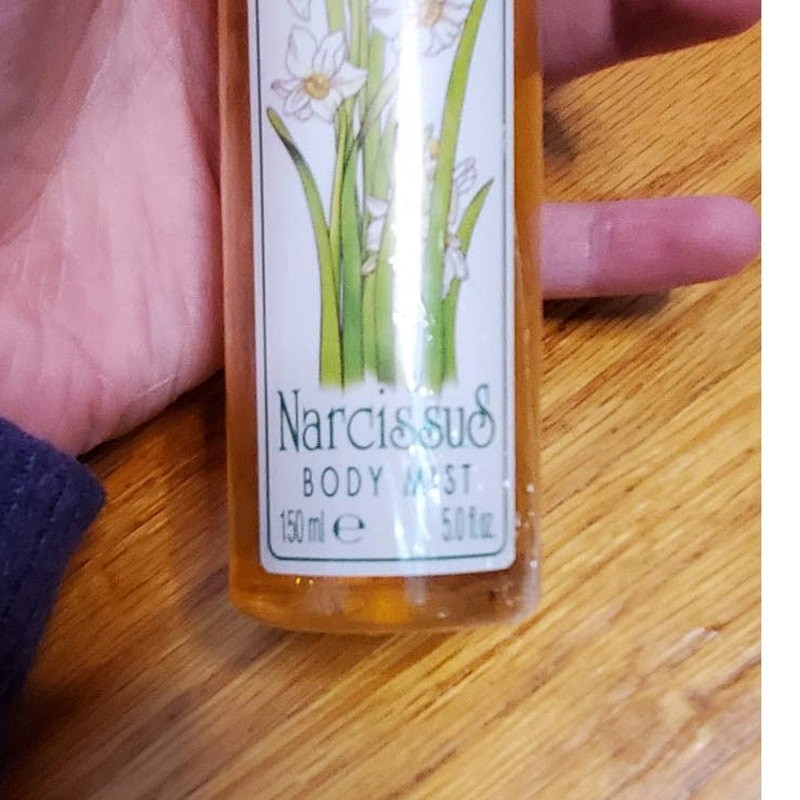 Narcissus
BODY MIST
150 ml ℮ 5.0 fl oz